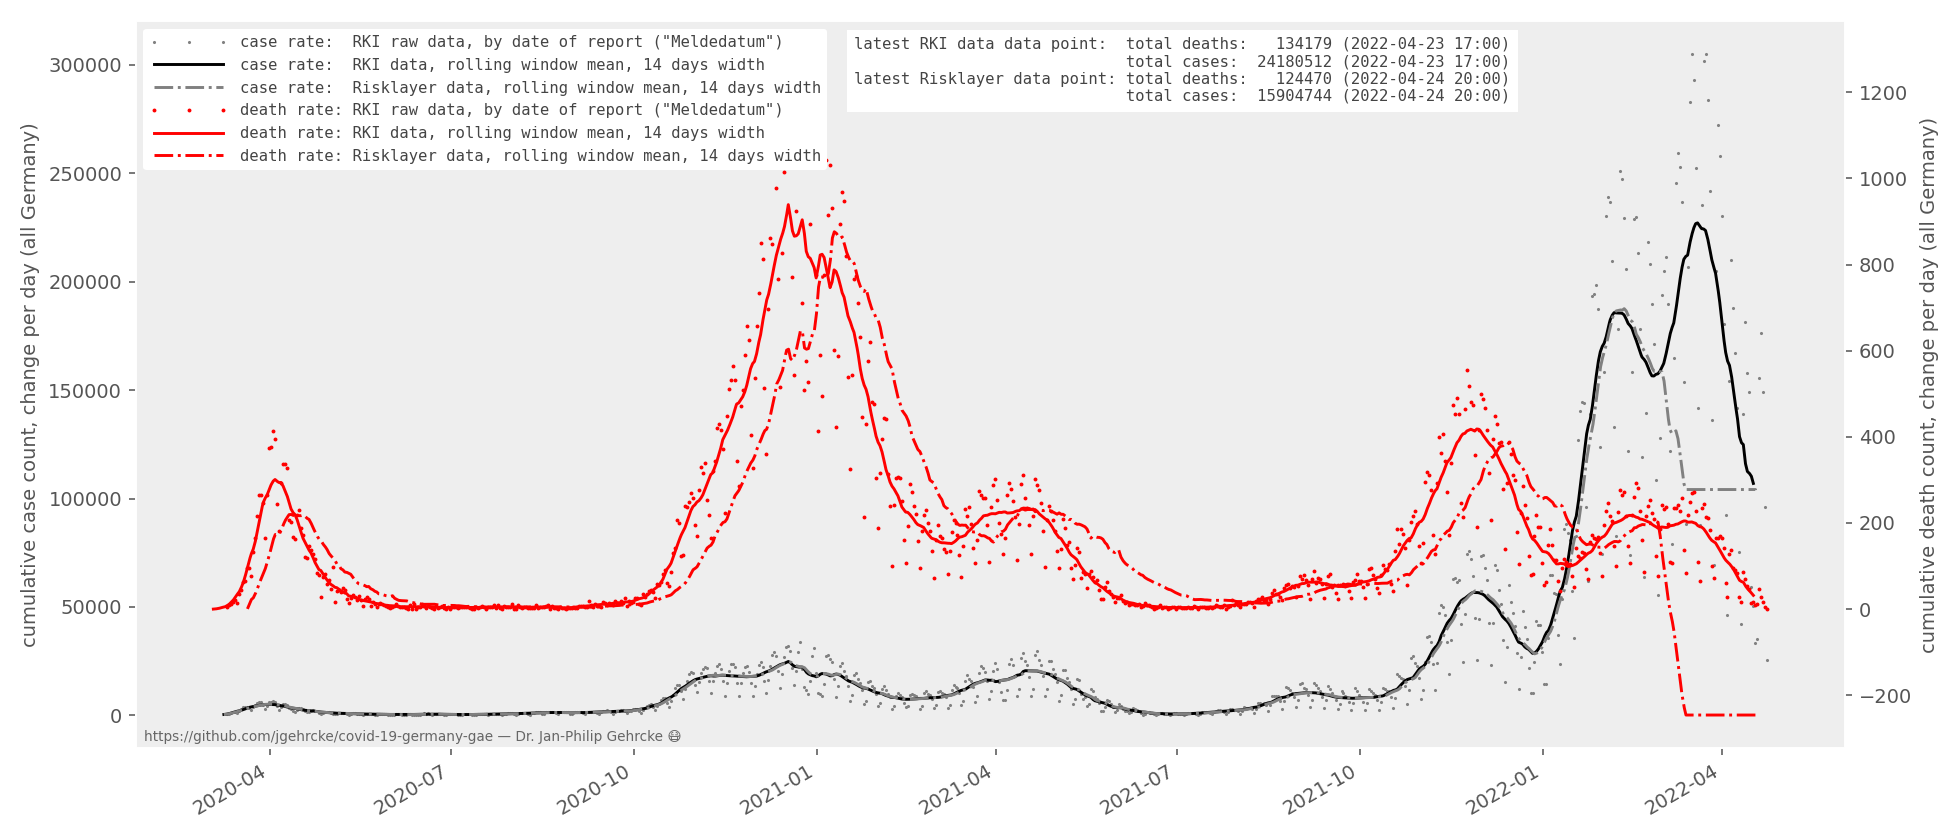 case rate:  RKI raw data, by date of report ("Meldedatum")
case rate:  RKI data, rolling window mean, 14 days width
case rate:  Risklayer data, rolling window mean, 14 days width
death rate: RKI raw data, by date of report ("Meldedatum")
death rate: RKI data, rolling window mean, 14 days width
death rate: Risklayer data, rolling window mean, 14 days width
latest RKI data data point:  total deaths:   134179 (2022-04-23 17:00)
total cases:  24180512 (2022-04-23 17:00)
latest Risklayer data point: total deaths:   124470 (2022-04-24 20:00)
total cases:  15904744 (2022-04-24 20:00)
cumulative case count, change per day (all Germany)
300000
250000
200000
150000
100000
50000
0
1200
1000
800
600
400
200
0
−200
cumulative death count, change per day (all Germany)
https://github.com/jgehrcke/covid-19-germany-gae — Dr. Jan-Philip Gehrcke 😷
2020-04
2020-07
2020-10
2021-01
2021-04
2021-07
2021-10
2022-01
2022-04